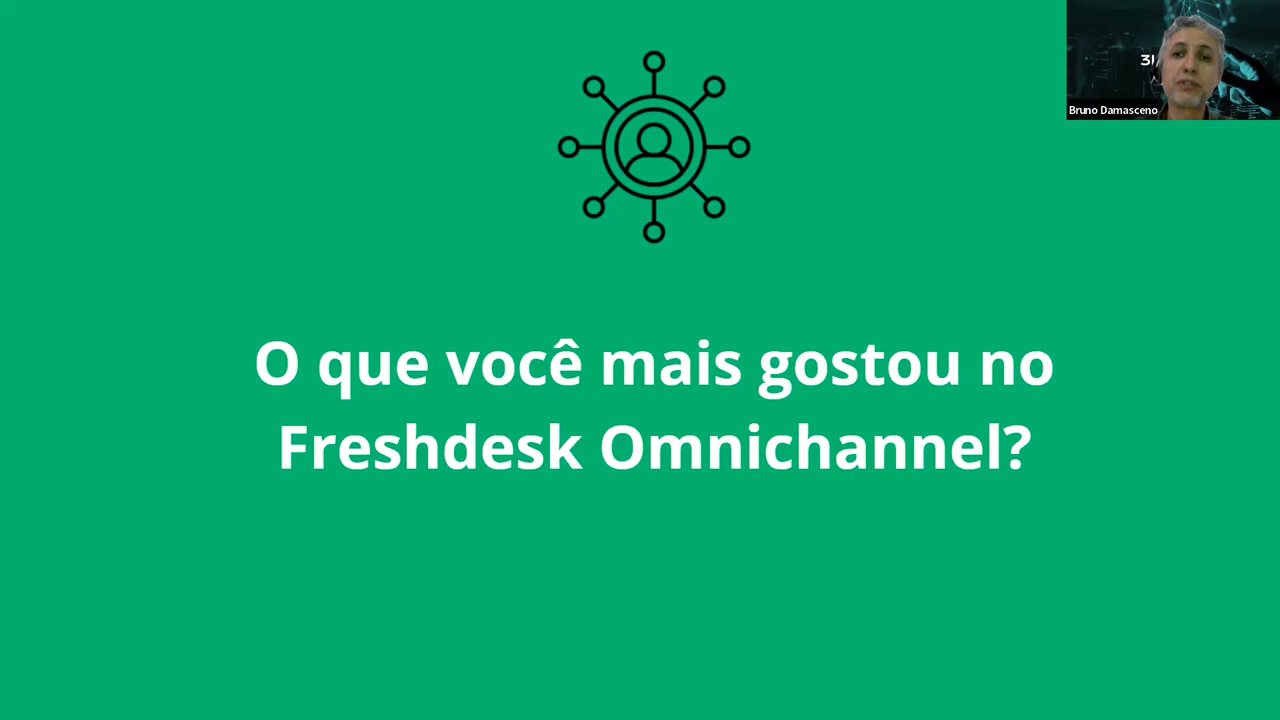 Bruno Damasceno
O que você mais gostou no
Freshdesk Omnichannel?